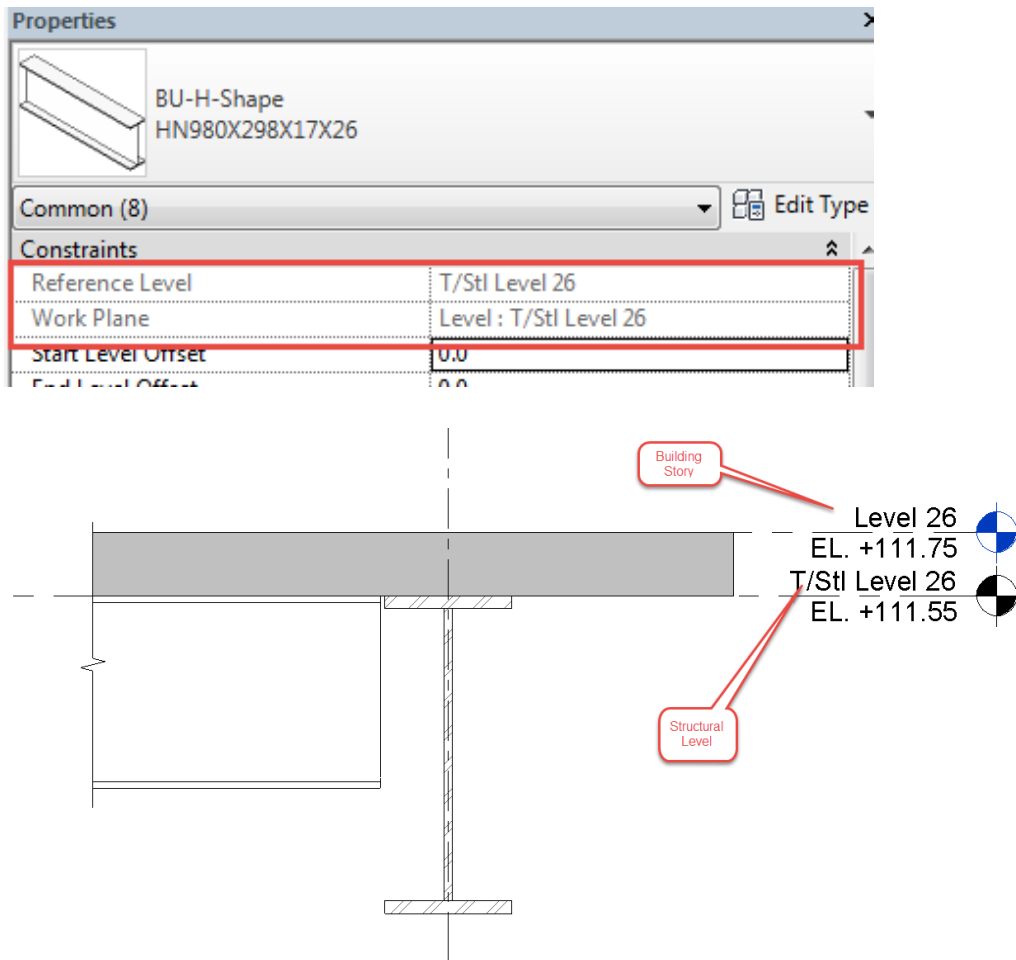 Properties
BU-H-Shape
HN980X298X17X26
Common (8)
Edit Type
Constraints
Reference Level T/Stl Level 26
Work Plane Level : T/Stl Level 26
Start Level Offset 0.0
End Level Offset 0.0
Building
Story
Level 26
EL. +111.75
T/Stl Level 26
EL. +111.55
Structural
Level